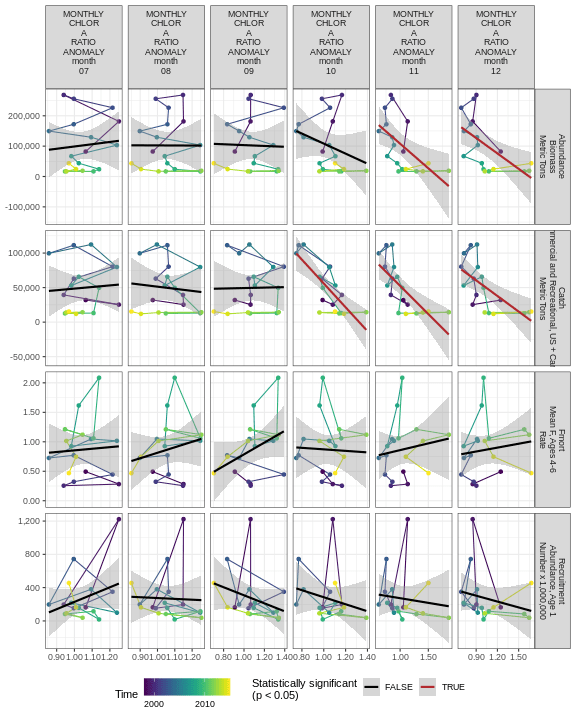 MONTHLY
CHLOR
A
RATIO
ANOMALY
month
07
MONTHLY
CHLOR
A
RATIO
ANOMALY
month
08
MONTHLY
CHLOR
A
RATIO
ANOMALY
month
09
MONTHLY
CHLOR
A
RATIO
ANOMALY
month
10
MONTHLY
CHLOR
A
RATIO
ANOMALY
month
11
MONTHLY
CHLOR
A
RATIO
ANOMALY
month
12
200,000
100,000
0
-100,000
Abundance
Biomass
Metric Tons
100,000
50,000
0
-50,000
Catch
and Recreational, US +
Metric Tons
2.00
1.50
1.00
0.50
0.00
Fmort
Mean F, Ages 4-6
Rate
1,200
800
400
0
Recruitment
Abundance, Age 1
Number x 1,000,000
0.90 1.00 1.10 1.20
0.90 1.00 1.10 1.20
0.80 1.00 1.20 1.40
0.80 1.00 1.20 1.40
1.00 1.50
0.90 1.20 1.50
Time
2000 2010
Statistically significant
(p < 0.05)
FALSE
TRUE